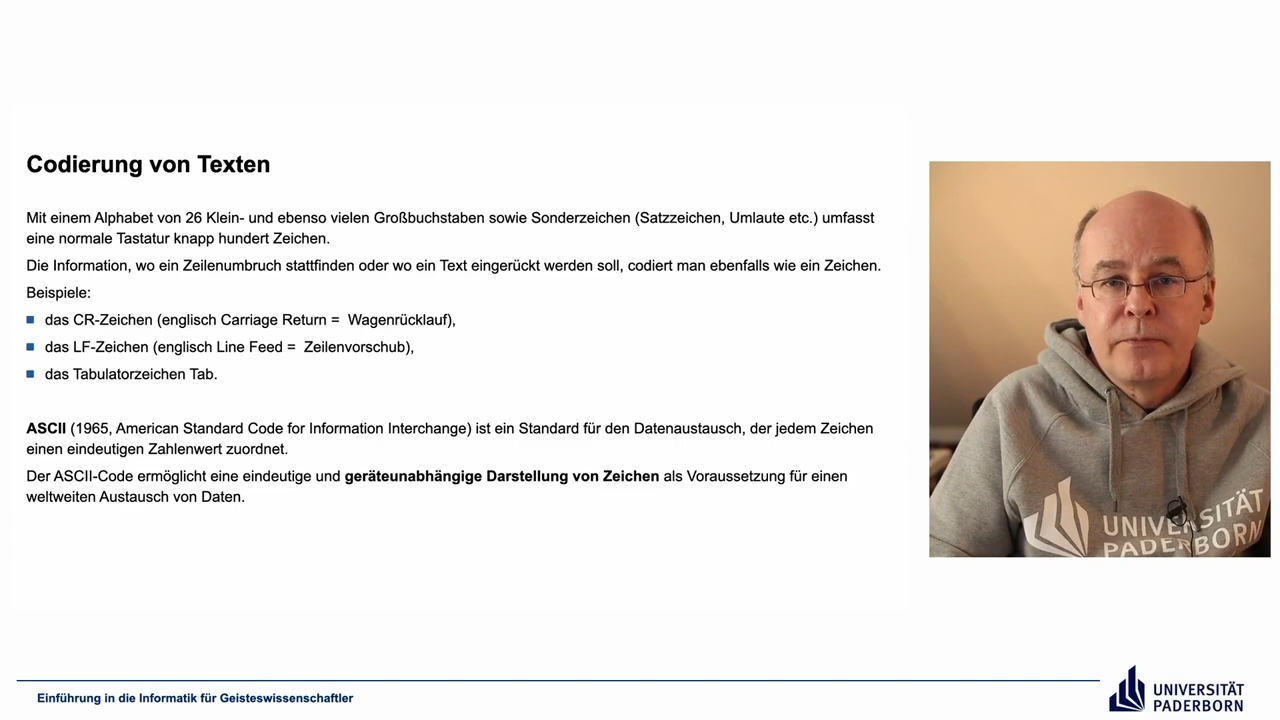 Codierung von Texten
Mit einem Alphabet von 26 Klein- und ebenso vielen Großbuchstaben sowie Sonderzeichen (Satzzeichen, Umlaute etc.) umfasst
eine normale Tastatur knapp hundert Zeichen.
Die Information, wo ein Zeilenumbruch stattfinden oder wo ein Text eingerückt werden soll, codiert man ebenfalls wie ein Zeichen.
Beispiele:
das CR-Zeichen (englisch Carriage Return = Wagenrücklauf),
das LF-Zeichen (englisch Line Feed = Zeilenvorschub),
das Tabulatorzeichen Tab.
ASCII (1965, American Standard Code for Information Interchange) ist ein Standard für den Datenaustausch, der jedem Zeichen
einen eindeutigen Zahlenwert zuordnet.
Der ASCII-Code ermöglicht eine eindeutige und geräteunabhängige Darstellung von Zeichen als Voraussetzung für einen
weltweiten Austausch von Daten.
UNIVERSITÄT
PADERBORN
Einführung in die Informatik für Geisteswissenschaftler
UNIVERSITÄT
PADERBORN